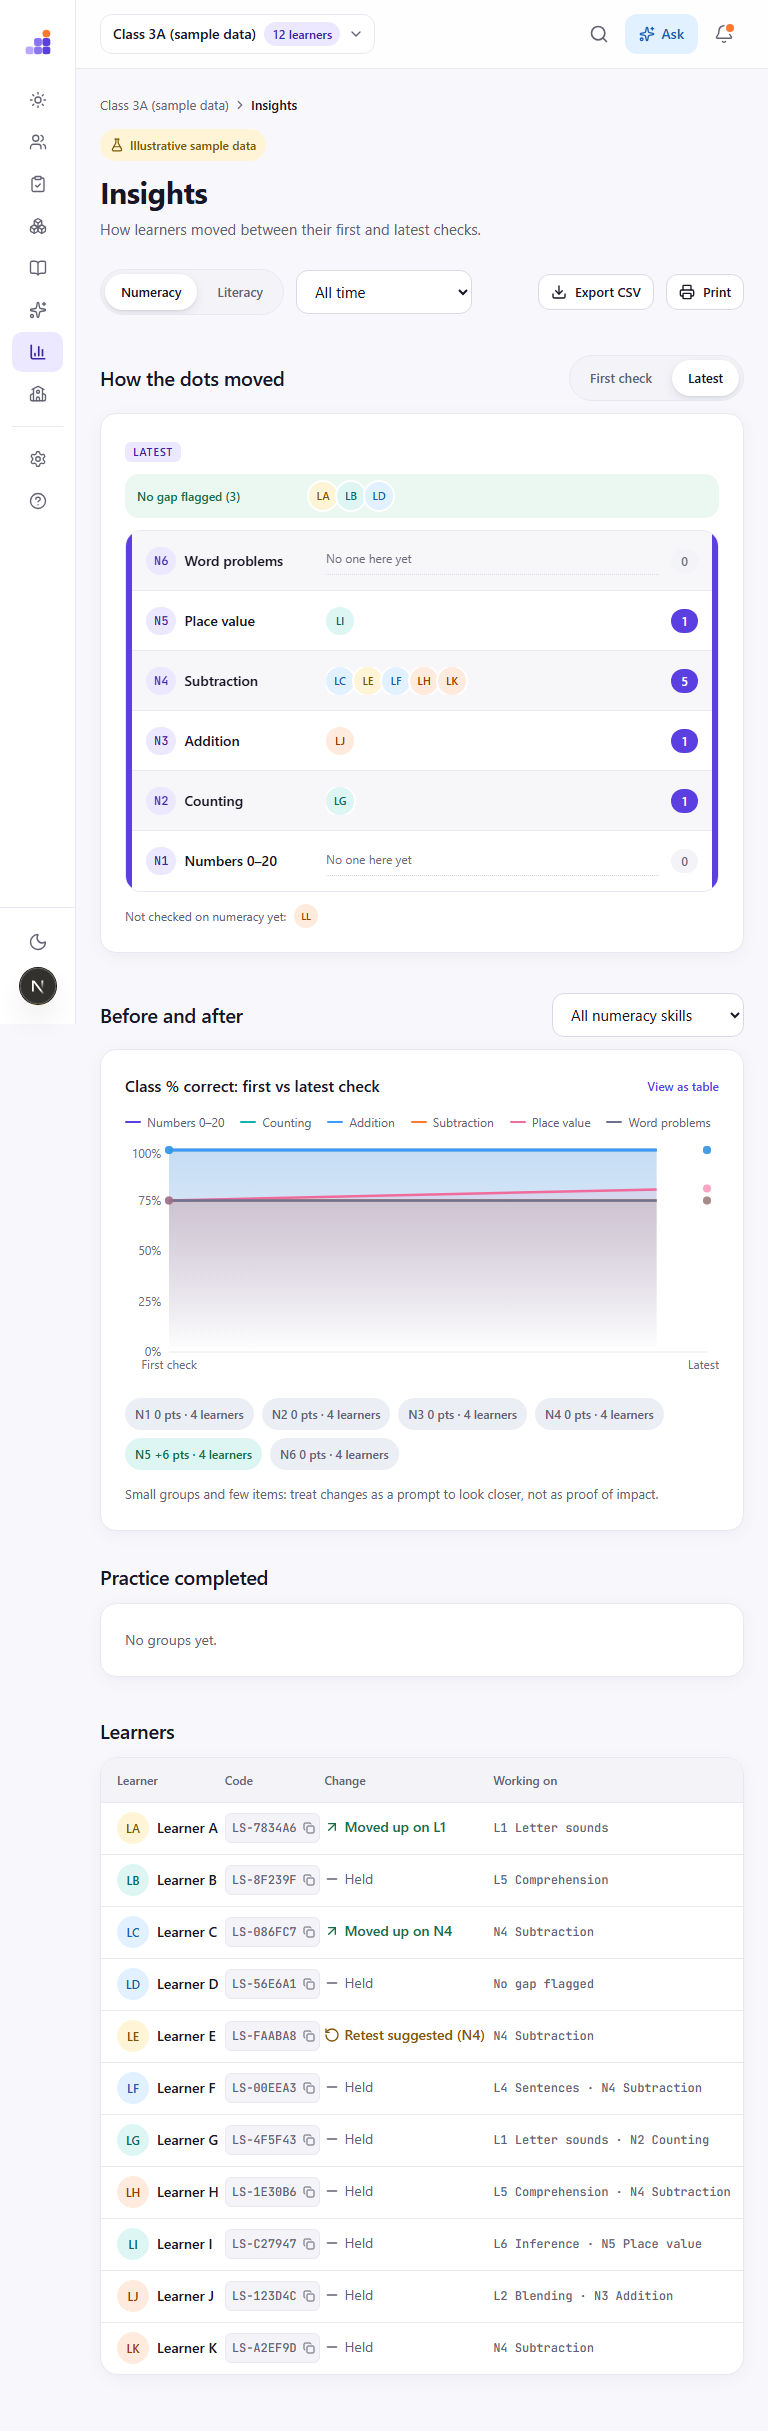 Class 3A (sample data) 12 learners
Ask
Class 3A (sample data) > Insights
Illustrative sample data
Insights
How learners moved between their first and latest checks.
Numeracy Literacy All time Export CSV Print
How the dots moved First check Latest
LATEST
No gap flagged (3) LA LB LD
N6 Word problems No one here yet 0
N5 Place value LI 1
N4 Subtraction LC LE LF LH LK 5
N3 Addition LJ 1
N2 Counting LG 1
N1 Numbers 0–20 No one here yet 0
Not checked on numeracy yet: LL
N
Before and after All numeracy skills
Class % correct: first vs latest check View as table
Numbers 0–20 Counting Addition Subtraction Place value Word problems
100%
75%
50%
25%
0%
First check Latest
N1 0 pts · 4 learners N2 0 pts · 4 learners N3 0 pts · 4 learners N4 0 pts · 4 learners
N5 +6 pts · 4 learners N6 0 pts · 4 learners
Small groups and few items: treat changes as a prompt to look closer, not as proof of impact.
Practice completed
No groups yet.
Learners
Learner Code Change Working on
LA Learner A LS-7834A6 Moved up on L1 L1 Letter sounds
LB Learner B LS-8F239F Held L5 Comprehension
LC Learner C LS-086FC7 Moved up on N4 N4 Subtraction
LD Learner D LS-56E6A1 Held No gap flagged
LE Learner E LS-FAABA8 Retest suggested (N4) N4 Subtraction
LF Learner F LS-00EEA3 Held L4 Sentences · N4 Subtraction
LG Learner G LS-4F5F43 Held L1 Letter sounds · N2 Counting
LH Learner H LS-1E30B6 Held L5 Comprehension · N4 Subtraction
LI Learner I LS-C27947 Held L6 Inference · N5 Place value
LJ Learner J LS-123D4C Held L2 Blending · N3 Addition
LK Learner K LS-A2EF9D Held N4 Subtraction